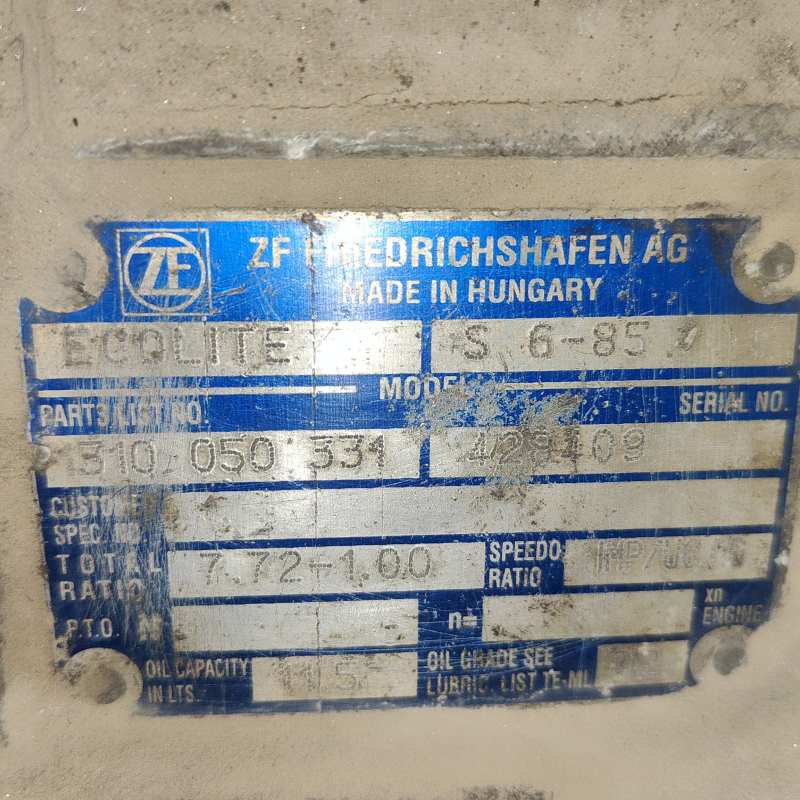 ZF
ZF FRIEDRICHSHAFEN AG
MADE IN HUNGARY
ECOLITE S 6-85
MODEL
PARTS LIST NO. SERIAL NO.
1310 050 331
CUSTOMER
SPEC. NO.
TOTAL RATIO 7.72-1.00 SPEEDO RATIO
P.T.O. n= xn ENGINE
OIL CAPACITY IN LTS. OIL GRADE SEE
LUBRIC. LIST TE-ML